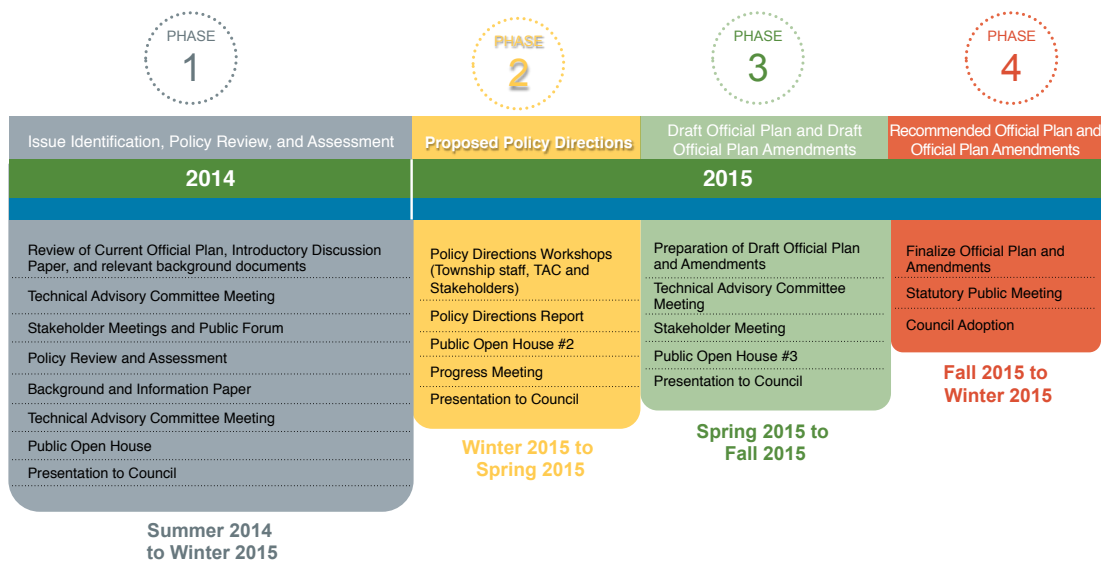 PHASE
1
PHASE
2
PHASE
3
PHASE
4
Issue Identification, Policy Review, and Assessment
Proposed Policy Directions
Draft Official Plan and Draft
Official Plan Amendments
Recommended Official Plan and
Official Plan Amendments
2014
2015
Review of Current Official Plan, Introductory Discussion
Paper, and relevant background documents
Technical Advisory Committee Meeting
Stakeholder Meetings and Public Forum
Policy Review and Assessment
Background and Information Paper
Technical Advisory Committee Meeting
Public Open House
Presentation to Council
Summer 2014
to Winter 2015
Policy Directions Workshops
(Township staff, TAC and
Stakeholders)
Policy Directions Report
Public Open House #2
Progress Meeting
Presentation to Council
Winter 2015 to
Spring 2015
Preparation of Draft Official Plan
and Amendments
Technical Advisory Committee
Meeting
Stakeholder Meeting
Public Open House #3
Presentation to Council
Spring 2015 to
Fall 2015
Finalize Official Plan and
Amendments
Statutory Public Meeting
Council Adoption
Fall 2015 to
Winter 2015